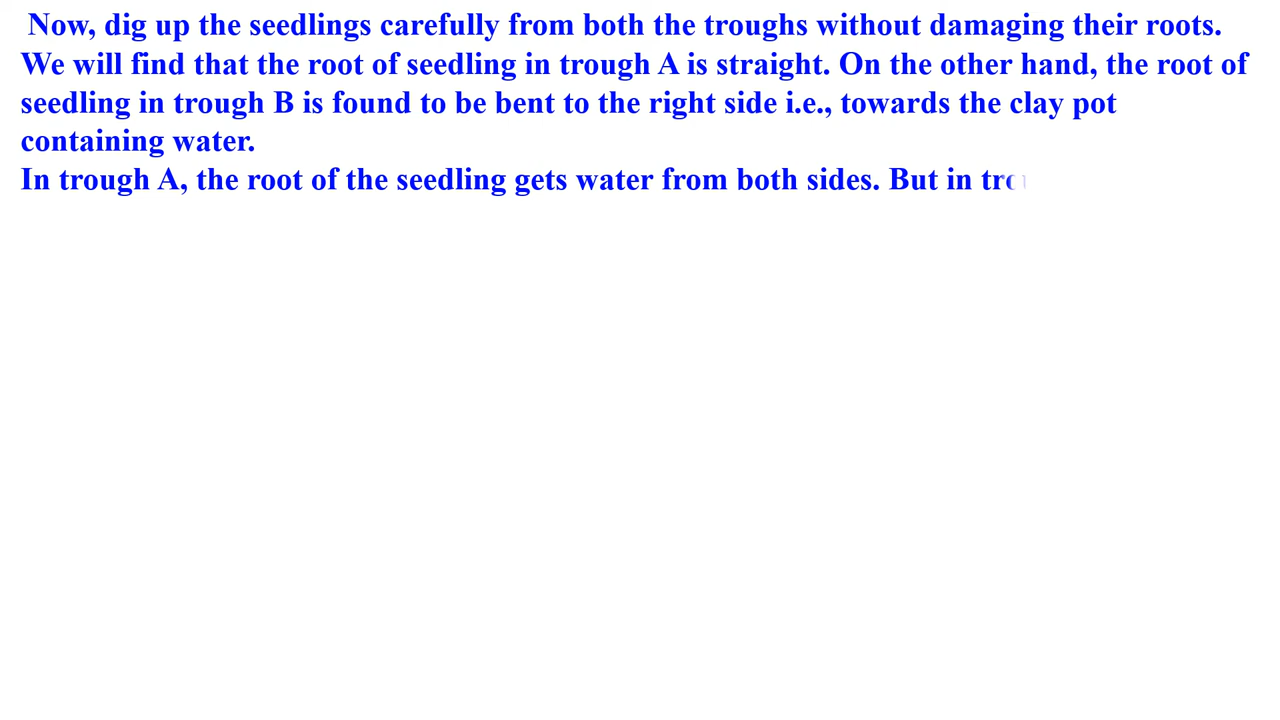 Now, dig up the seedlings carefully from both the troughs without damaging their roots.
We will find that the root of seedling in trough A is straight. On the other hand, the root of
seedling in trough B is found to be bent to the right side i.e., towards the clay pot
containing water.
In trough A, the root of the seedling gets water from both sides. But in